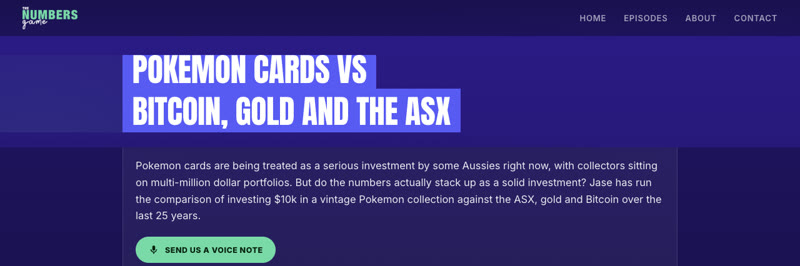 THE
NUMBERS
game
HOME EPISODES ABOUT CONTACT
POKEMON CARDS VS
BITCOIN, GOLD AND THE ASX
Pokemon cards are being treated as a serious investment by some Aussies right now, with collectors sitting
on multi-million dollar portfolios. But do the numbers actually stack up as a solid investment? Jase has run
the comparison of investing $10k in a vintage Pokemon collection against the ASX, gold and Bitcoin over the
last 25 years.
SEND US A VOICE NOTE